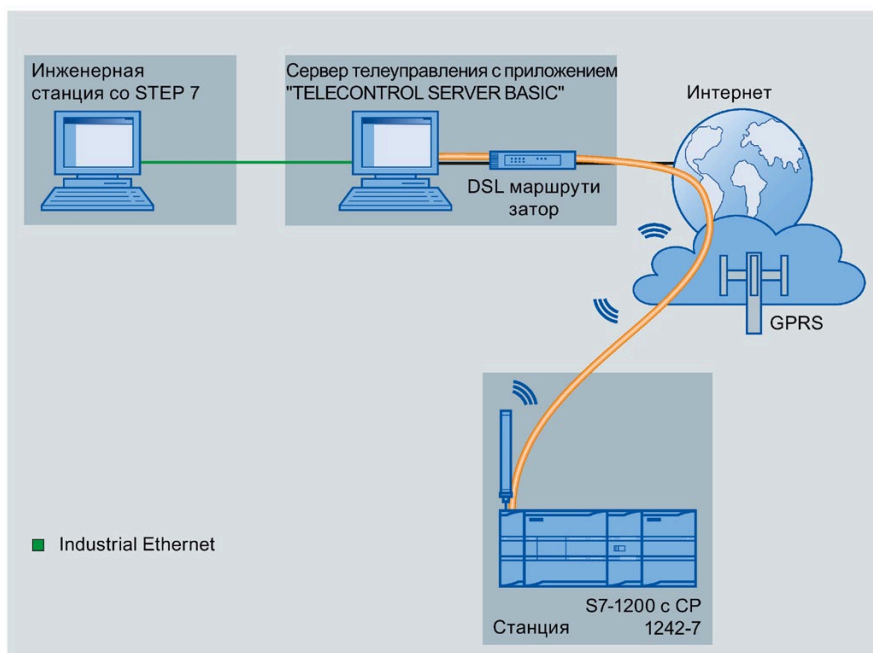 Инженерная
станция со STEP 7
Сервер телеуправления с приложением
"TELECONTROL SERVER BASIC"
Интернет
DSL маршрути
затор
GPRS
Industrial Ethernet
S7-1200 с CP
Станция 1242-7